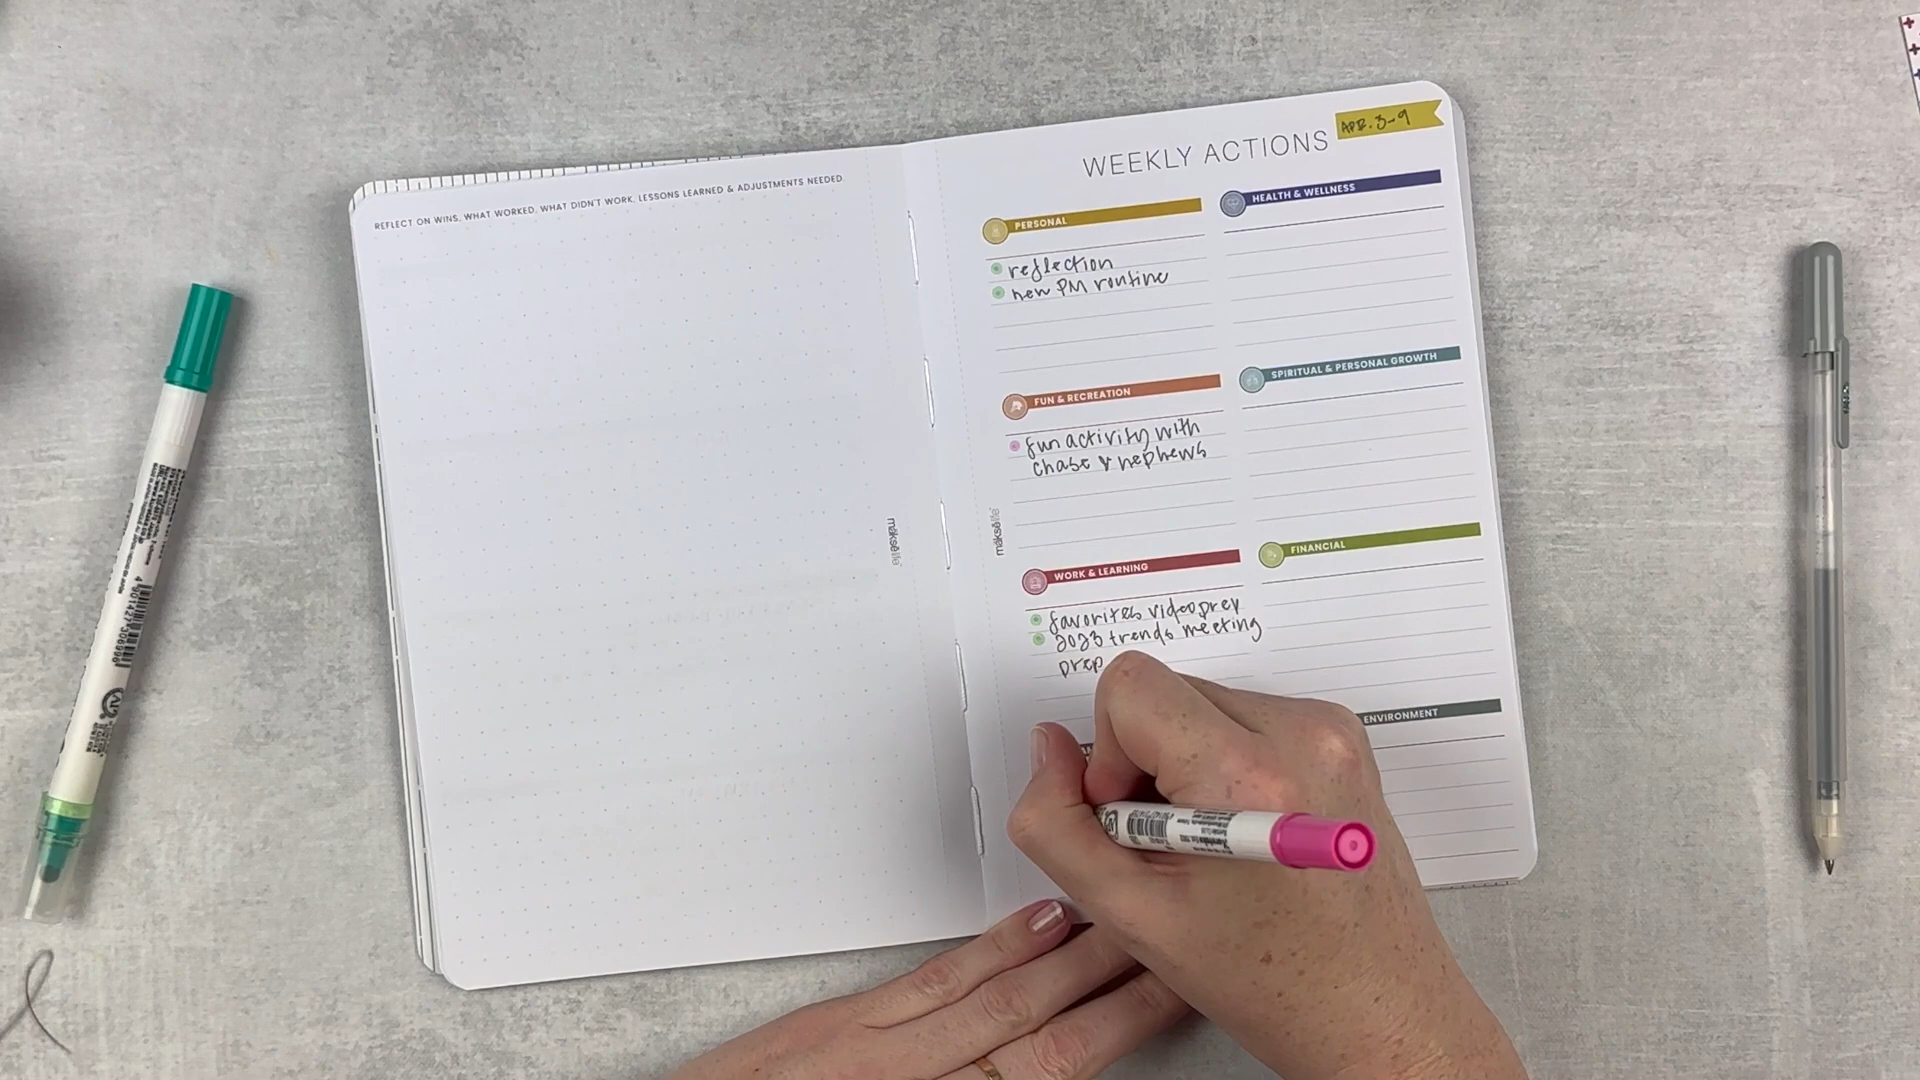 REFLECT ON WINS, WHAT WORKED, WHAT DIDN'T WORK, LESSONS LEARNED & ADJUSTMENTS NEEDED
mäksēlife
mäksēlife
WEEKLY ACTIONS
APR. 3-9
PERSONAL
reflection
new PM routine
FUN & RECREATION
fun activity with
chase & nephews
WORK & LEARNING
favorites video prep
2023 trends meeting
prep
HEALTH & WELLNESS
SPIRITUAL & PERSONAL GROWTH
FINANCIAL
ENVIRONMENT